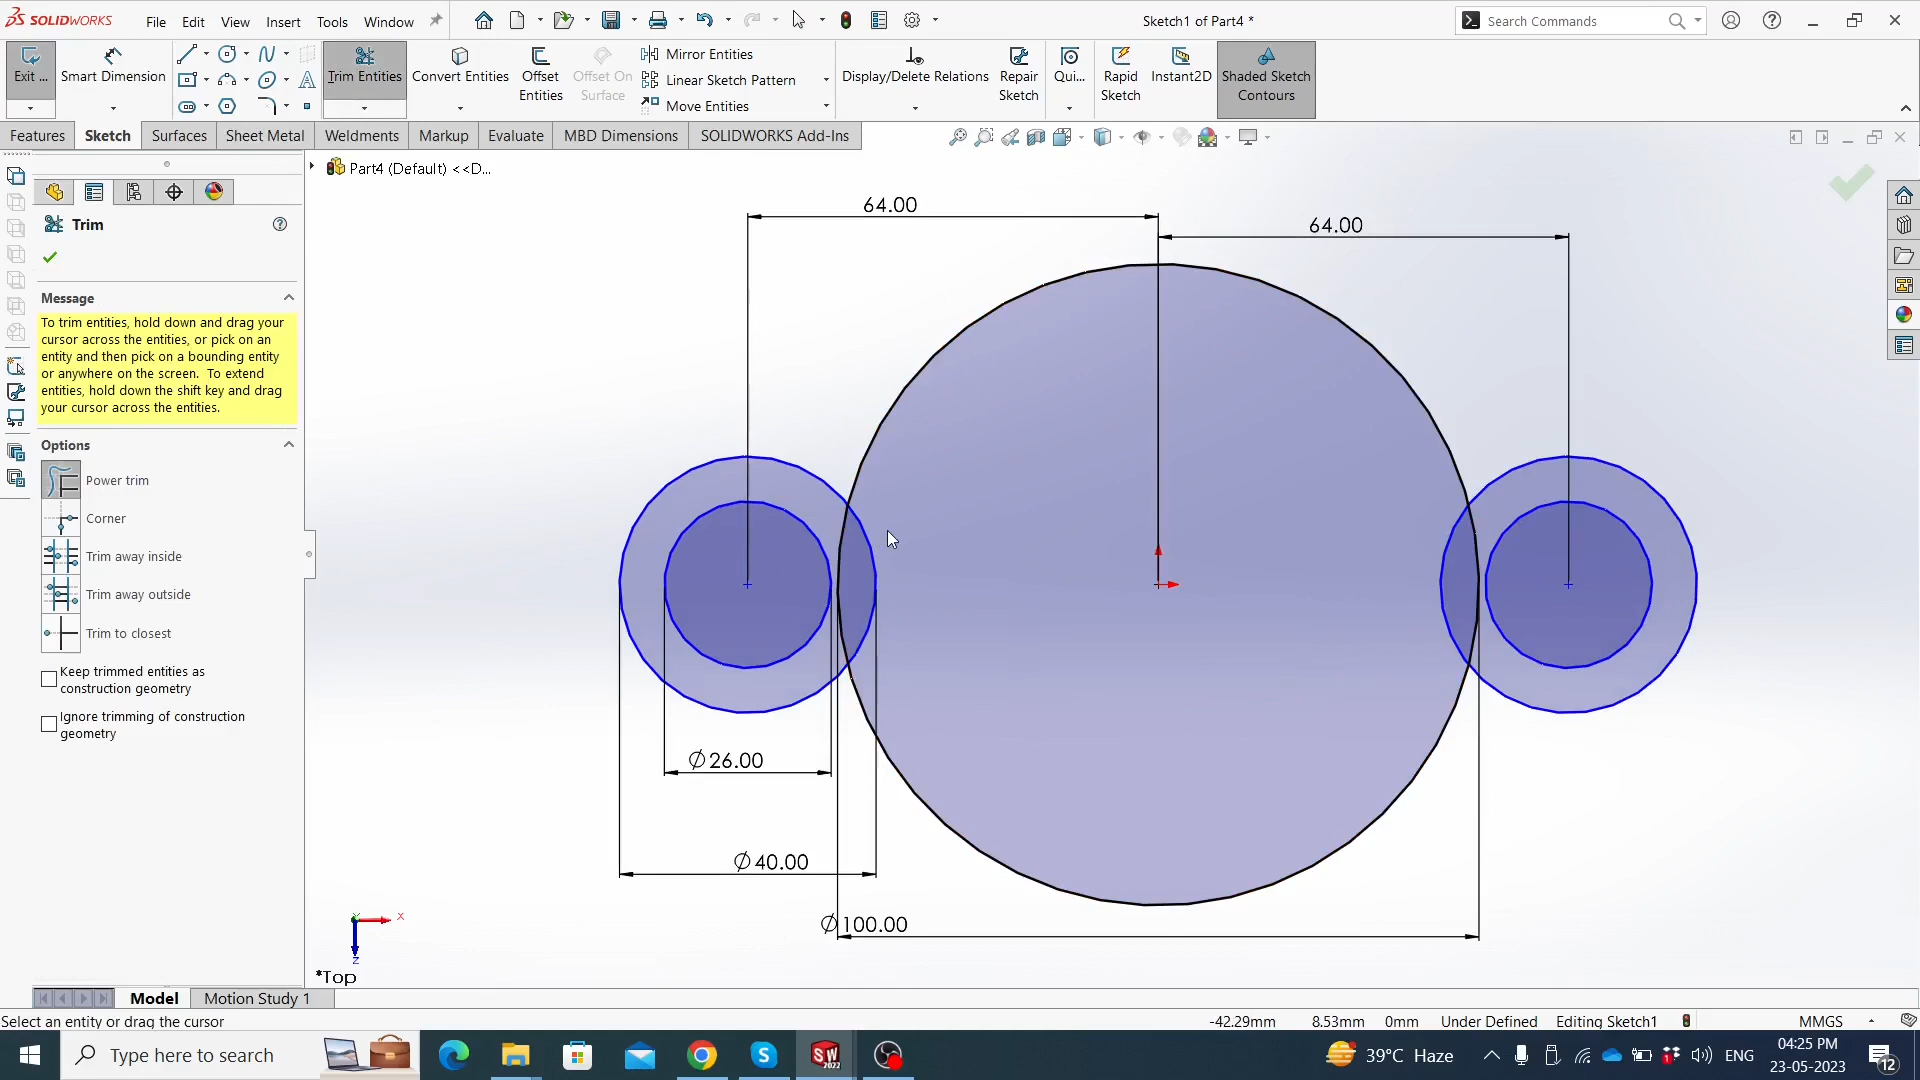 SOLIDWORKS
File Edit View Insert Tools Window
Sketch1 of Part4 *
Search Commands
Exit ...
Smart Dimension
Trim Entities
Convert Entities
Offset Entities
Offset On Surface
Mirror Entities
Linear Sketch Pattern
Move Entities
Display/Delete Relations
Repair Sketch
Qui...
Rapid Sketch
Instant2D
Shaded Sketch Contours
Features Sketch Surfaces Sheet Metal Weldments Markup Evaluate MBD Dimensions SOLIDWORKS Add-Ins
Part4 (Default) <<D...
Trim
Message
To trim entities, hold down and drag your
cursor across the entities, or pick on an
entity and then pick on a bounding entity
or anywhere on the screen. To extend
entities, hold down the shift key and drag
your cursor across the entities.
Options
Power trim
Corner
Trim away inside
Trim away outside
Trim to closest
Keep trimmed entities as
construction geometry
Ignore trimming of construction
geometry
64.00
64.00
∅26.00
∅40.00
∅100.00
X
Y
Z
*Top
Model Motion Study 1
Select an entity or drag the cursor
-42.29mm 8.53mm 0mm Under Defined Editing Sketch1 MMGS
Type here to search
SW
2022
39°C Haze
ENG
04:25 PM
23-05-2023
12